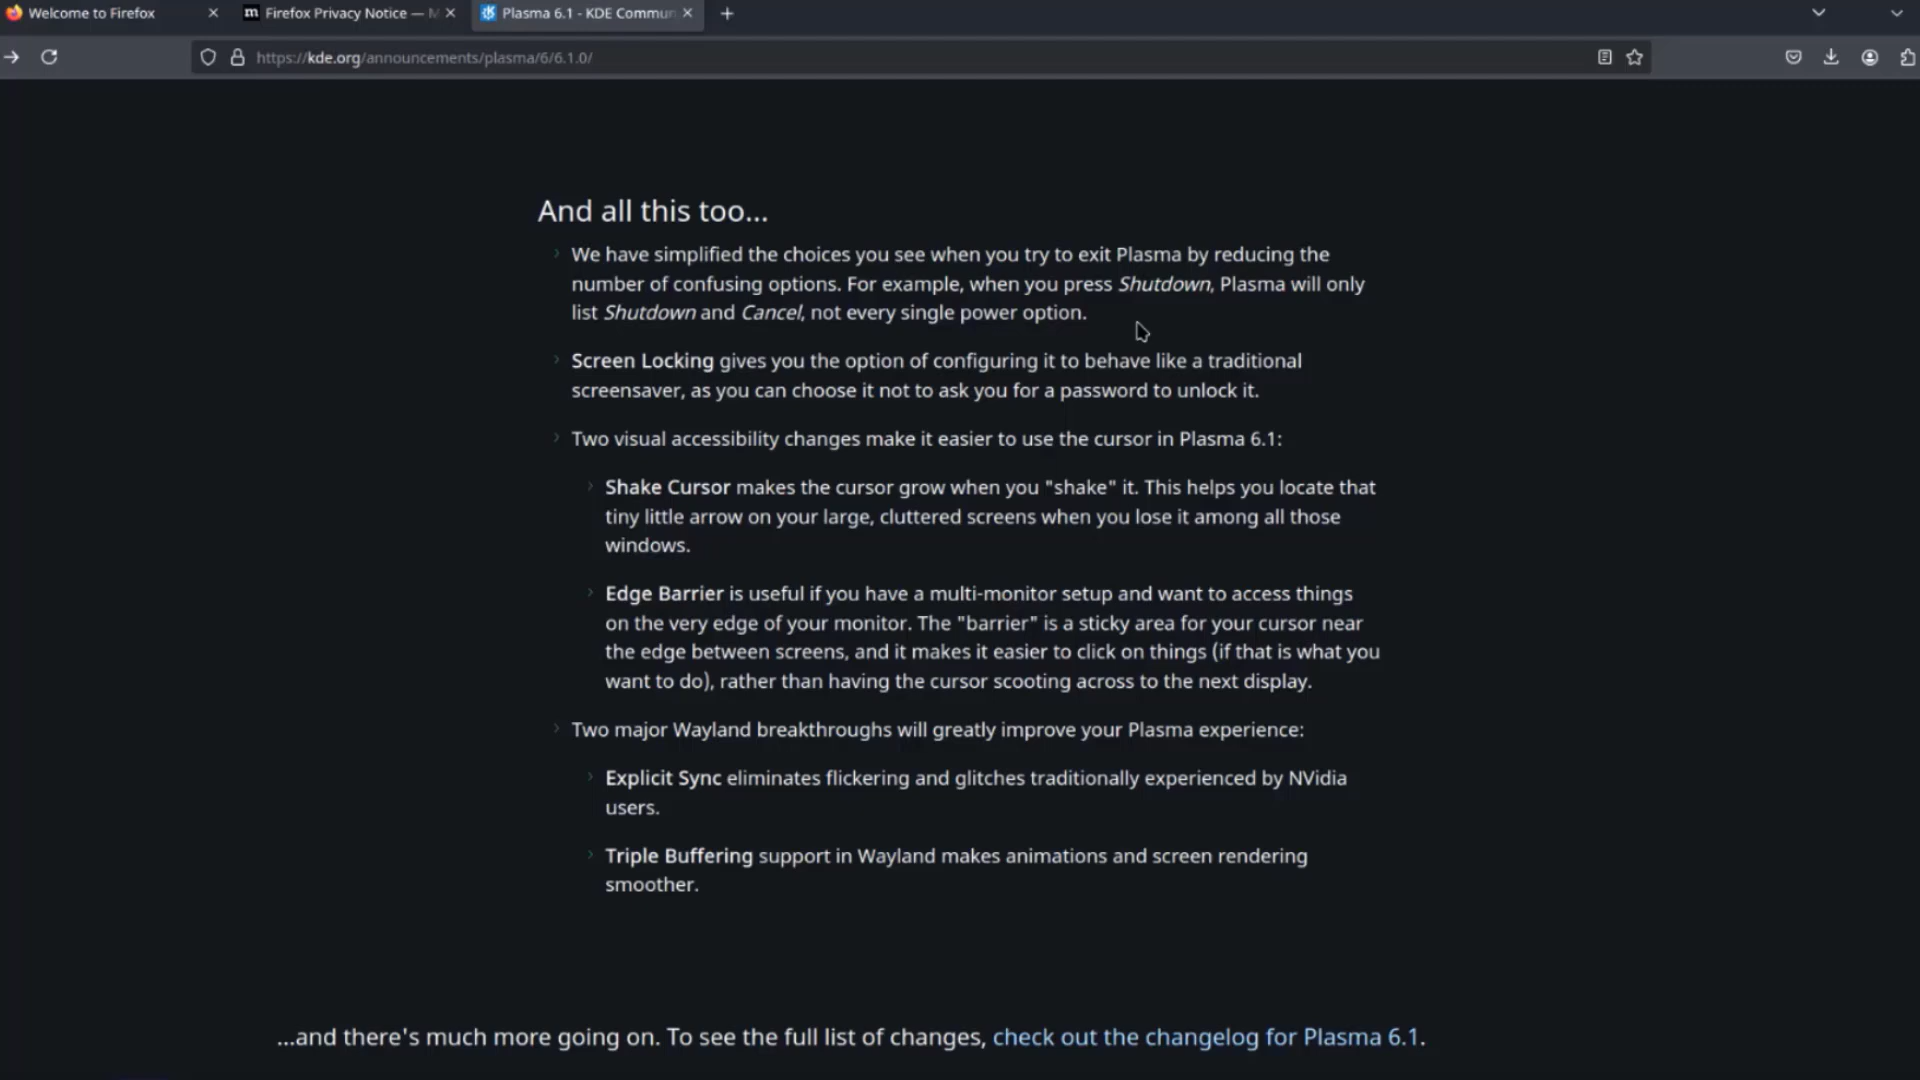 Welcome to Firefox
Firefox Privacy Notice —
Plasma 6.1 - KDE Commun
https://kde.org/announcements/plasma/6/6.1.0/
And all this too...
We have simplified the choices you see when you try to exit Plasma by reducing the
number of confusing options. For example, when you press Shutdown, Plasma will only
list Shutdown and Cancel, not every single power option.
Screen Locking gives you the option of configuring it to behave like a traditional
screensaver, as you can choose it not to ask you for a password to unlock it.
Two visual accessibility changes make it easier to use the cursor in Plasma 6.1:
Shake Cursor makes the cursor grow when you "shake" it. This helps you locate that
tiny little arrow on your large, cluttered screens when you lose it among all those
windows.
Edge Barrier is useful if you have a multi-monitor setup and want to access things
on the very edge of your monitor. The "barrier" is a sticky area for your cursor near
the edge between screens, and it makes it easier to click on things (if that is what you
want to do), rather than having the cursor scooting across to the next display.
Two major Wayland breakthroughs will greatly improve your Plasma experience:
Explicit Sync eliminates flickering and glitches traditionally experienced by NVidia
users.
Triple Buffering support in Wayland makes animations and screen rendering
smoother.
...and there's much more going on. To see the full list of changes, check out the changelog for Plasma 6.1.